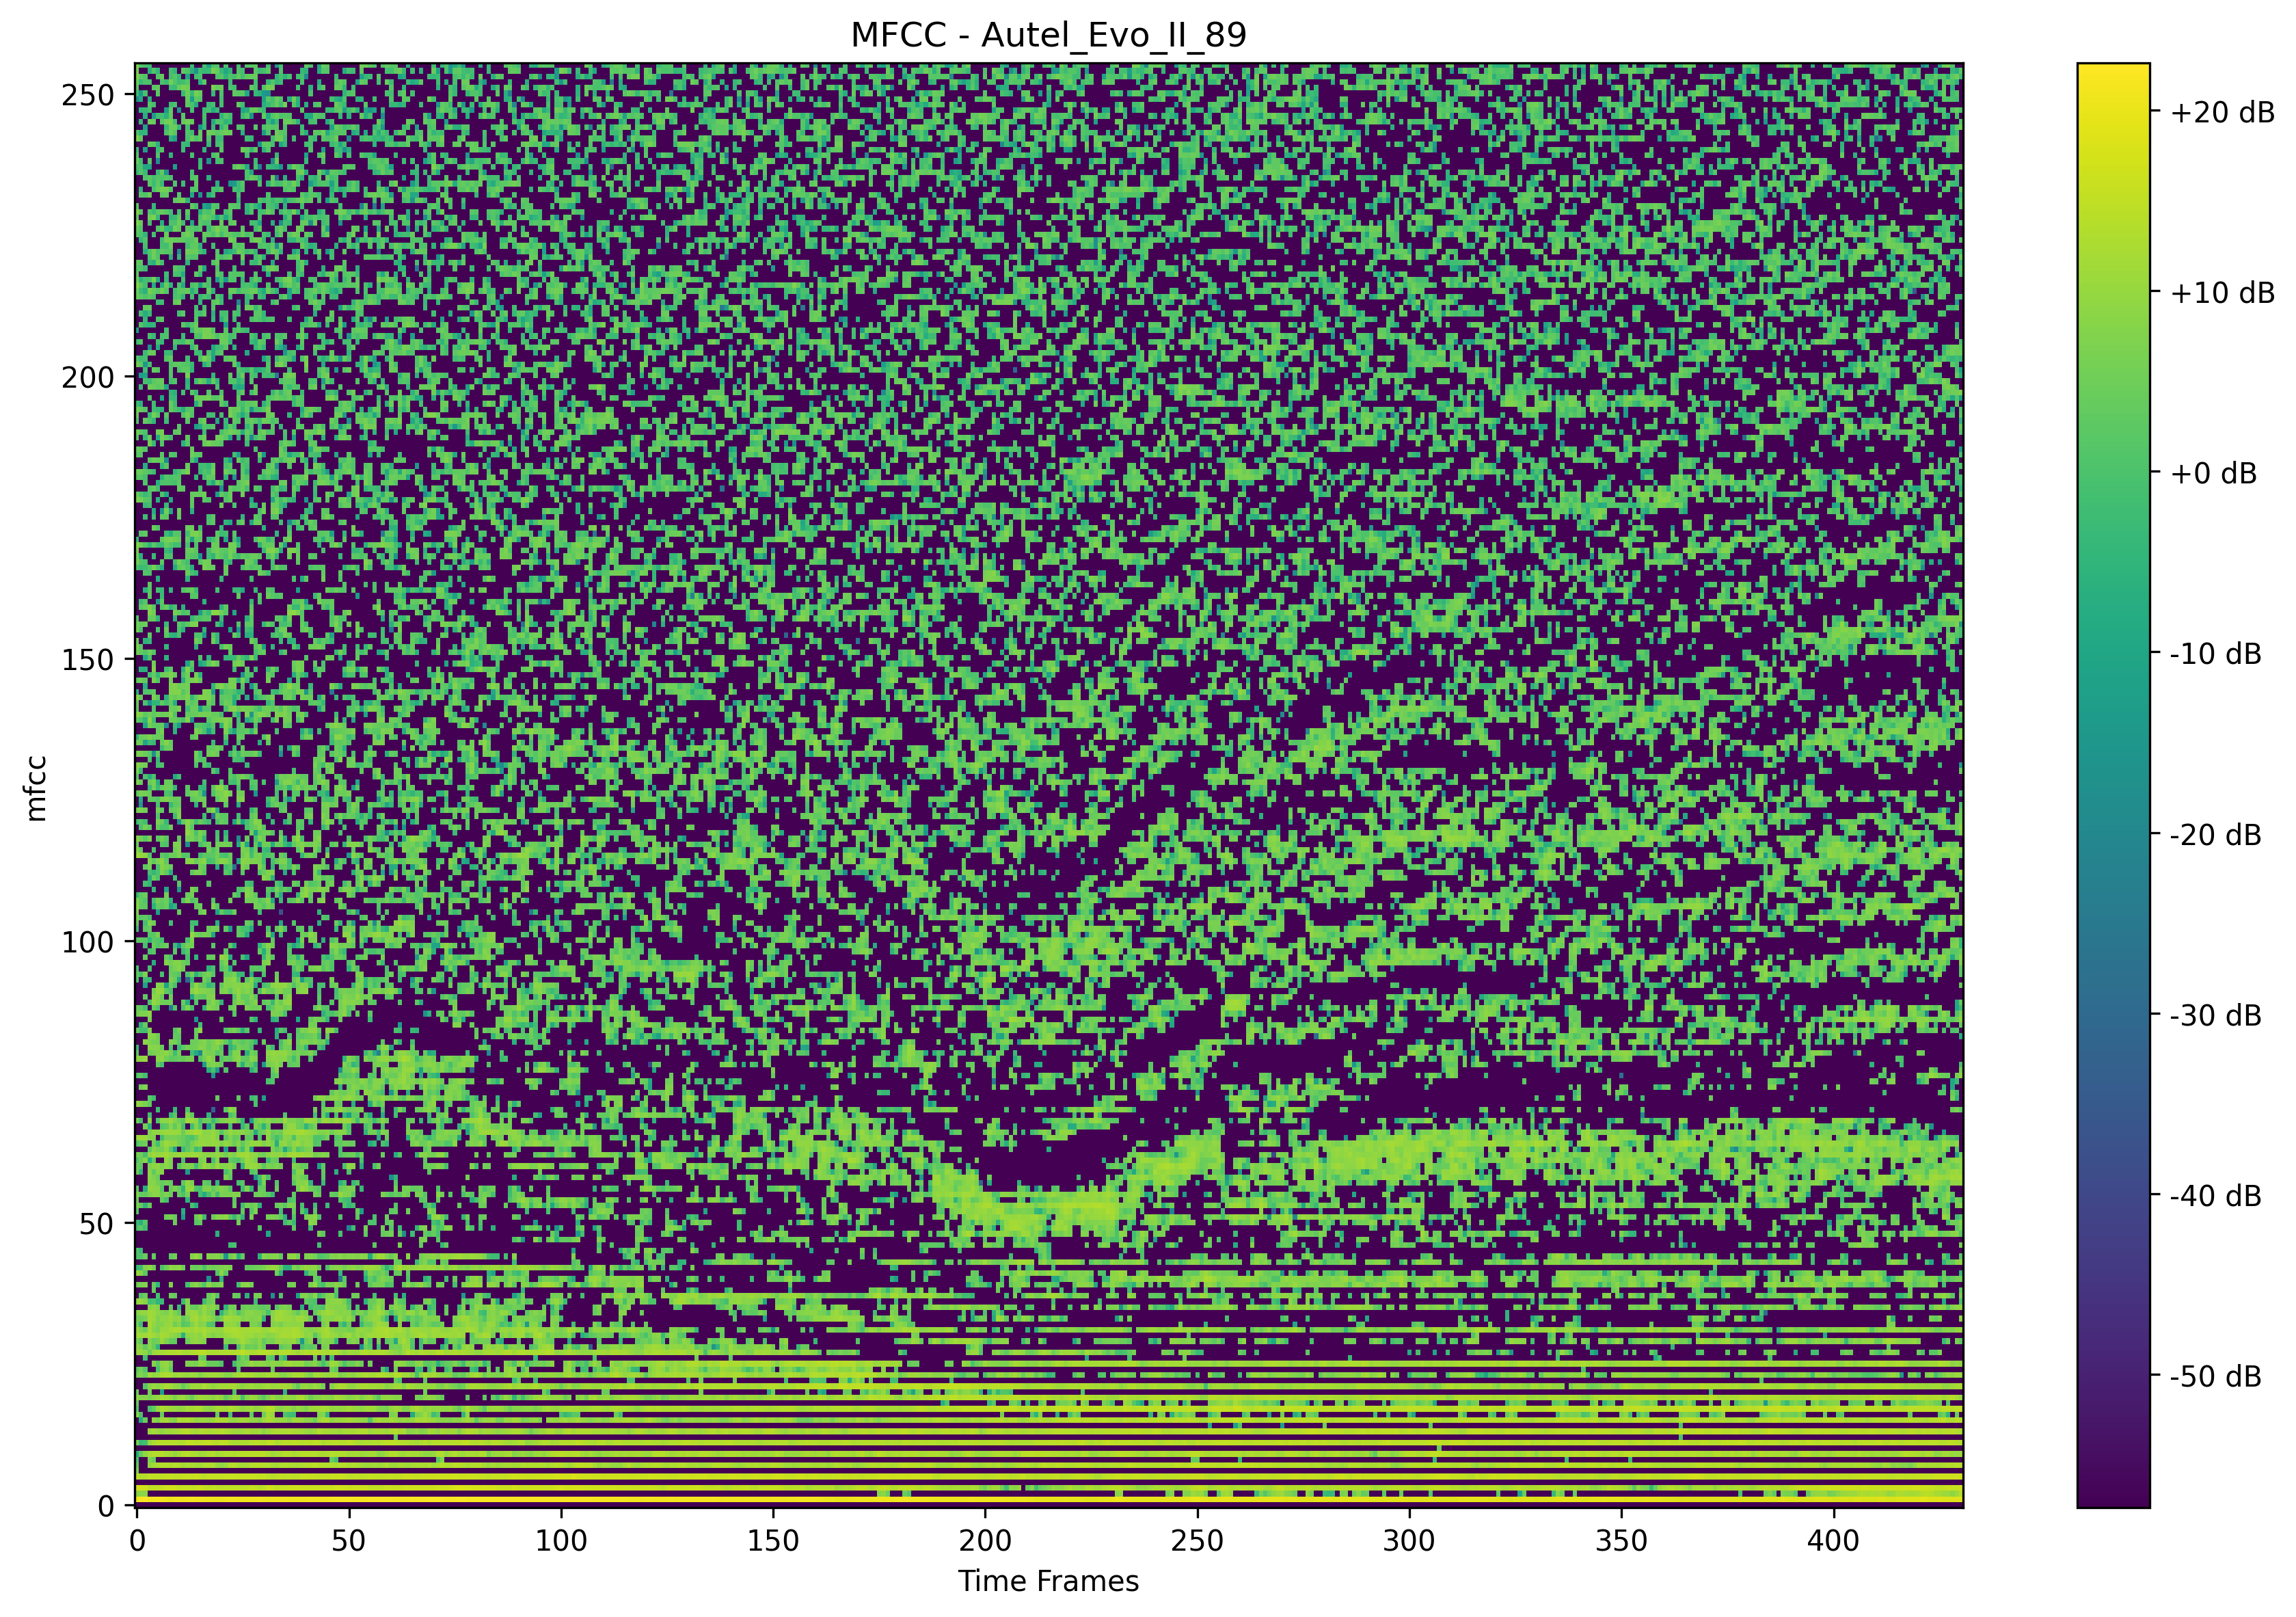 MFCC - Autel_Evo_II_89
250
200
150
100
50
0
mfcc
0 50 100 150 200 250 300 350 400
Time Frames
+20 dB
+10 dB
+0 dB
-10 dB
-20 dB
-30 dB
-40 dB
-50 dB